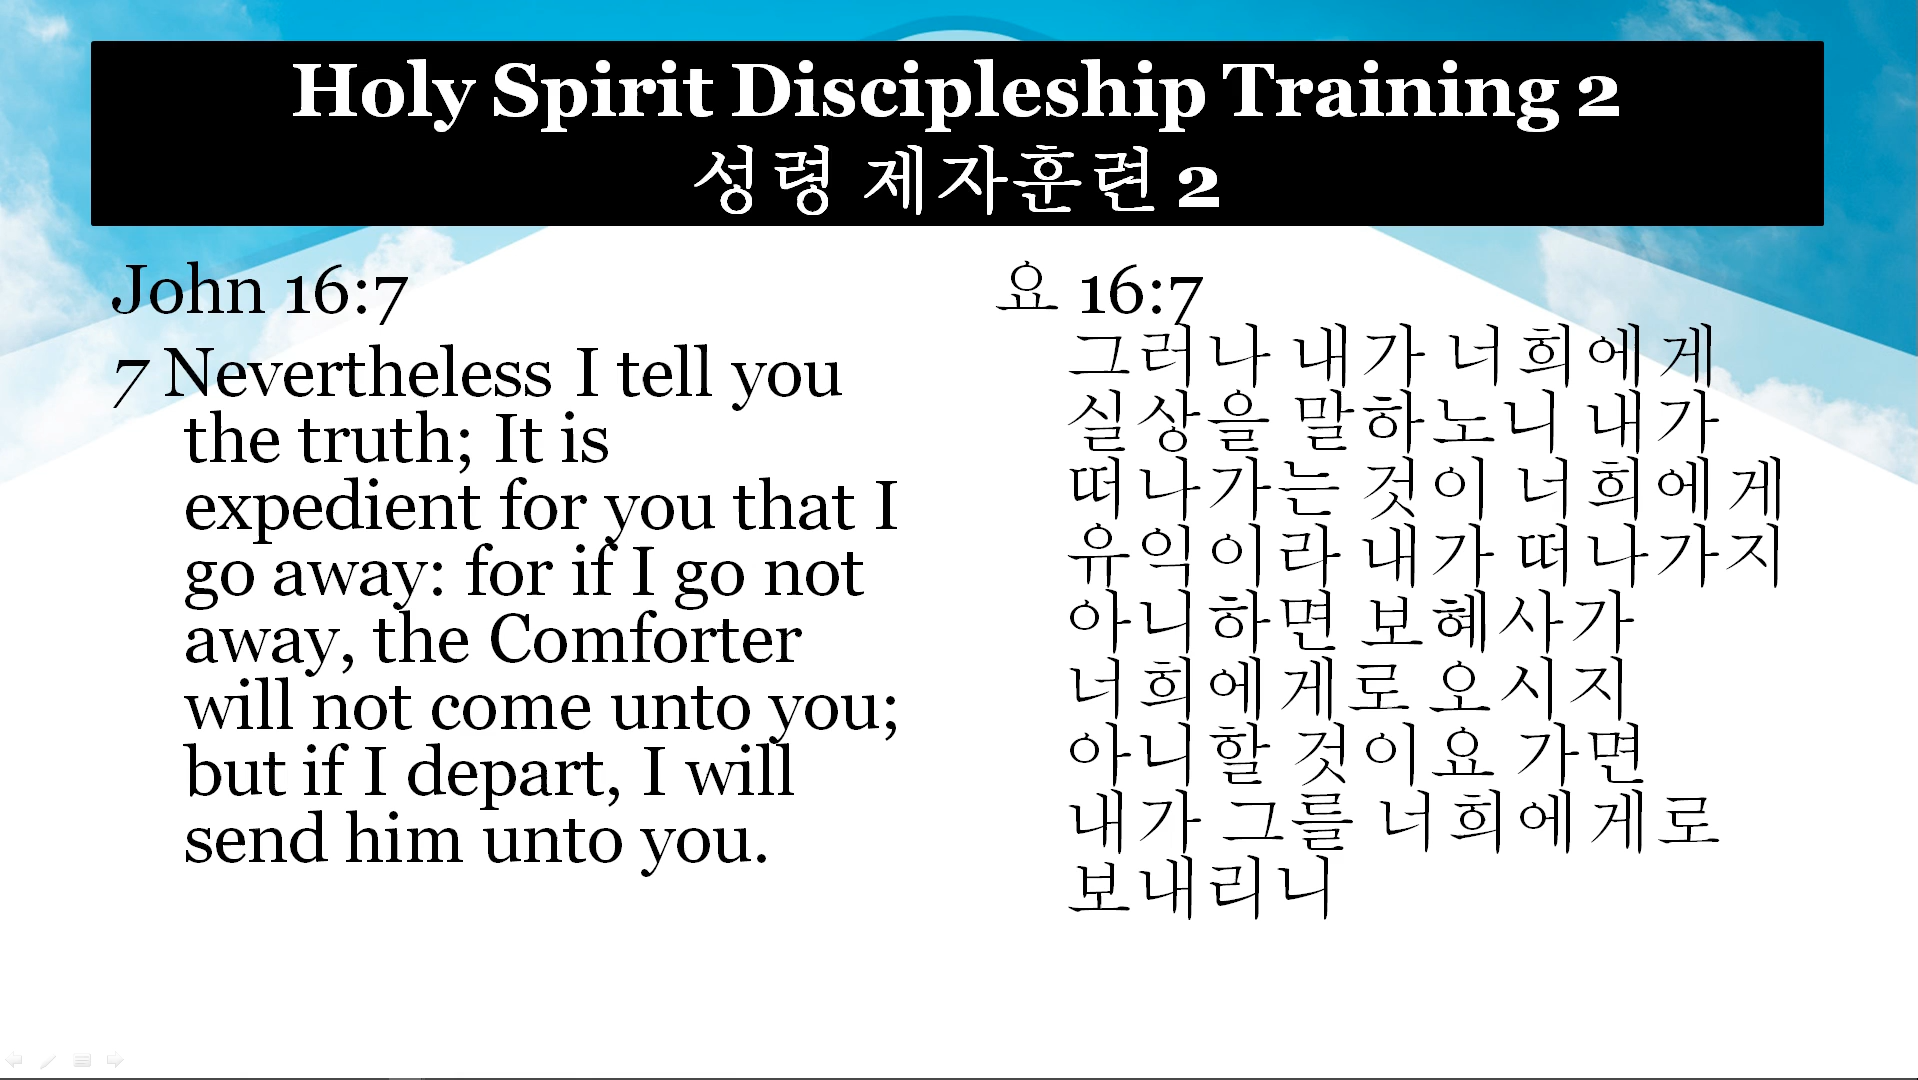 Holy Spirit Discipleship Training 2
성령 제자훈련 2
John 16:7
7 Nevertheless I tell you
the truth; It is
expedient for you that I
go away: for if I go not
away, the Comforter
will not come unto you;
but if I depart, I will
send him unto you.
요 16:7
그러나 내가 너희에게
실상을 말하노니 내가
떠나가는 것이 너희에게
유익이라 내가 떠나가지
아니하면 보혜사가
너희에게로 오시지
아니할 것이요 가면
내가 그를 너희에게로
보내리니